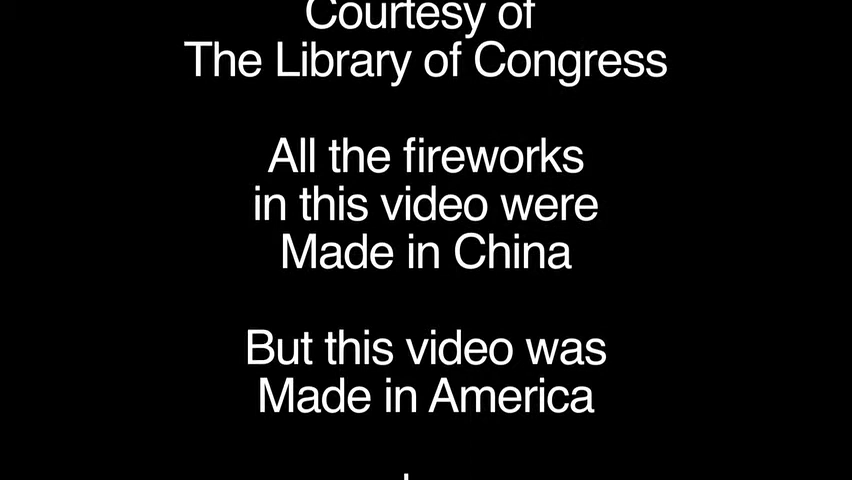 Courtesy of
The Library of Congress
All the fireworks
in this video were
Made in China
But this video was
Made in America